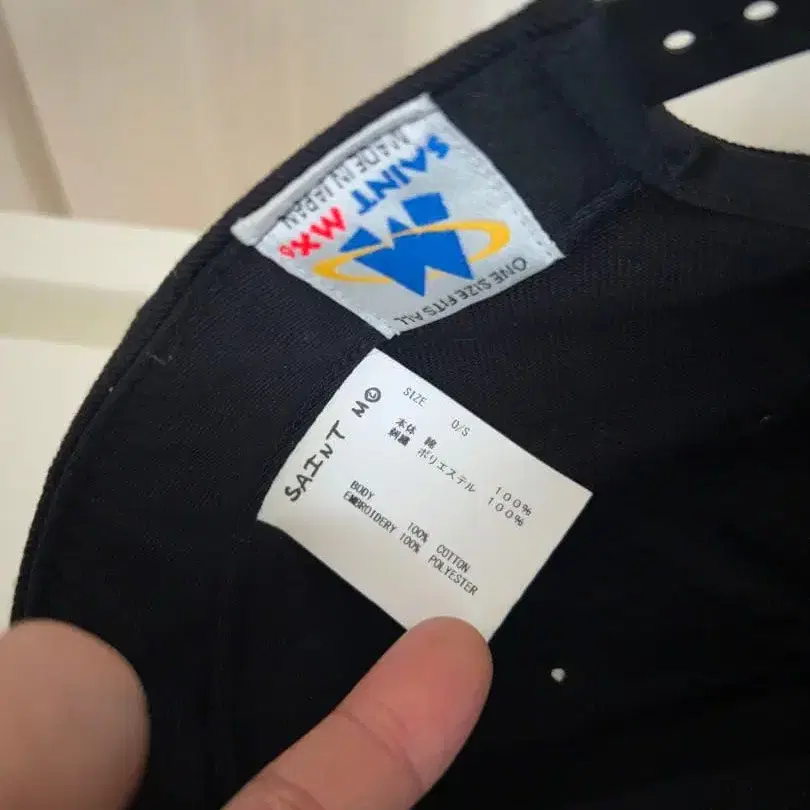 SAINT
MXS
MADE IN JAPAN
ONE SIZE FITS ALL
SAINT M
SIZE O/S
本体 綿 100%
刺繍 ポリエステル 100%
BODY 100% COTTON
EMBROIDERY 100% POLYESTER